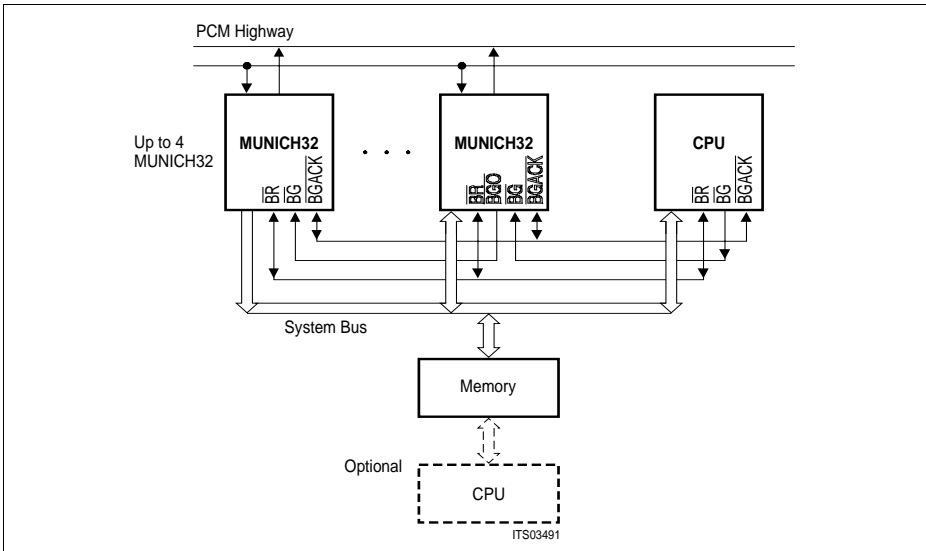 PCM Highway
Up to 4
MUNICH32
MUNICH32
BR
BG
BGACK
. . .
MUNICH32
BR
BGO
BG
BGACK
CPU
BR
BG
BGACK
System Bus
Memory
Optional
CPU
ITS03491